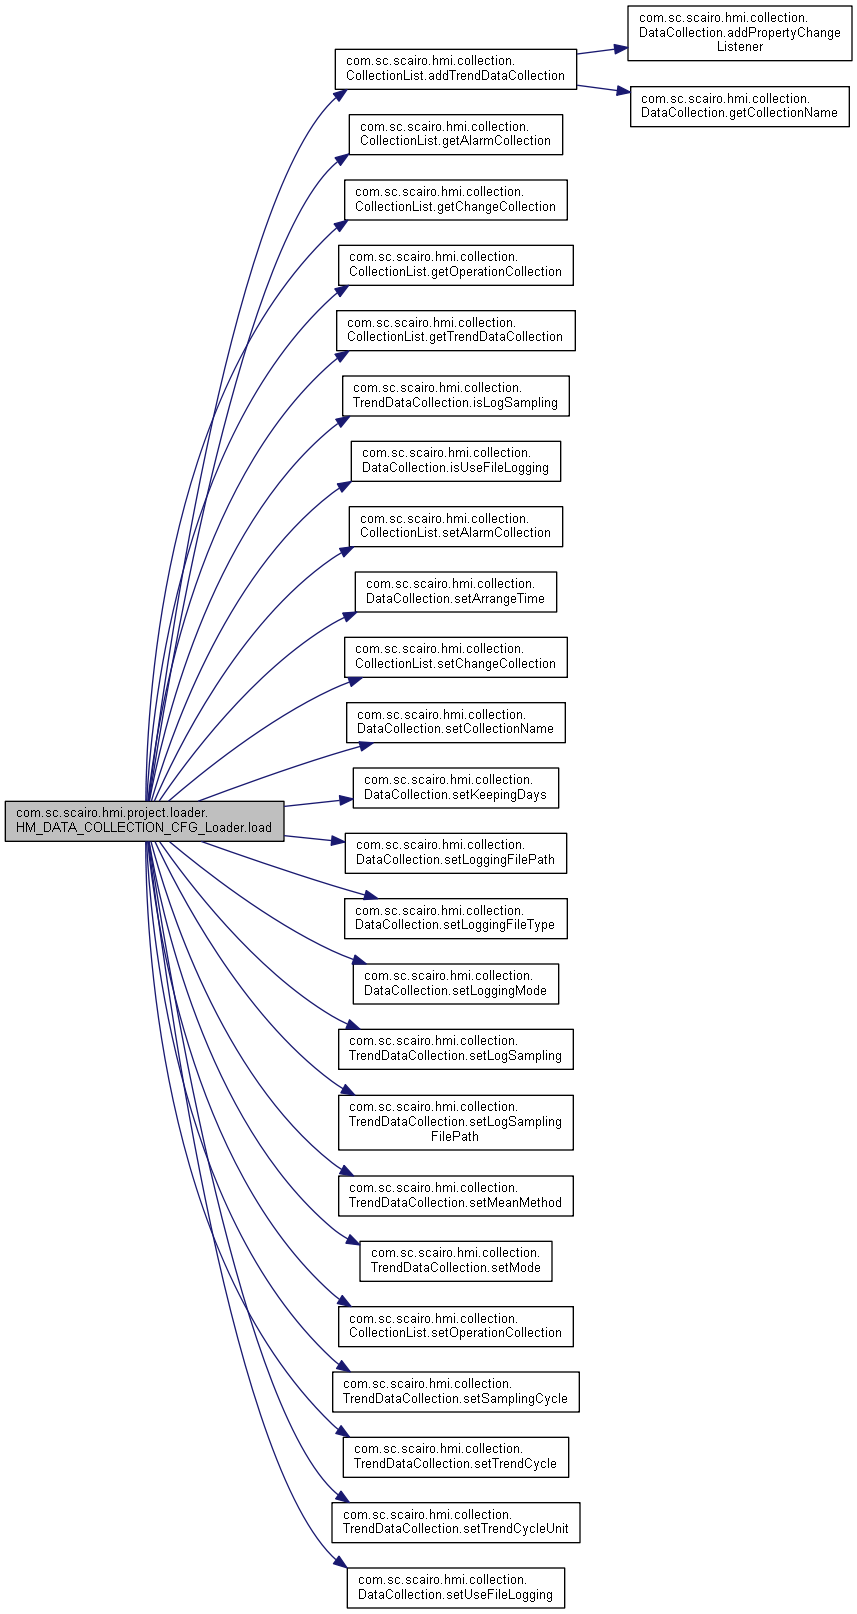 com.sc.scairo.hmi.collection.
DataCollection.addPropertyChange
Listener
com.sc.scairo.hmi.collection.
CollectionList.addTrendDataCollection
com.sc.scairo.hmi.collection.
DataCollection.getCollectionName
com.sc.scairo.hmi.collection.
CollectionList.getAlarmCollection
com.sc.scairo.hmi.collection.
CollectionList.getChangeCollection
com.sc.scairo.hmi.collection.
CollectionList.getOperationCollection
com.sc.scairo.hmi.collection.
CollectionList.getTrendDataCollection
com.sc.scairo.hmi.collection.
TrendDataCollection.isLogSampling
com.sc.scairo.hmi.collection.
DataCollection.isUseFileLogging
com.sc.scairo.hmi.collection.
CollectionList.setAlarmCollection
com.sc.scairo.hmi.collection.
DataCollection.setArrangeTime
com.sc.scairo.hmi.collection.
CollectionList.setChangeCollection
com.sc.scairo.hmi.collection.
DataCollection.setCollectionName
com.sc.scairo.hmi.collection.
DataCollection.setKeepingDays
com.sc.scairo.hmi.project.loader.
HM_DATA_COLLECTION_CFG_Loader.load
com.sc.scairo.hmi.collection.
DataCollection.setLoggingFilePath
com.sc.scairo.hmi.collection.
DataCollection.setLoggingFileType
com.sc.scairo.hmi.collection.
DataCollection.setLoggingMode
com.sc.scairo.hmi.collection.
TrendDataCollection.setLogSampling
com.sc.scairo.hmi.collection.
TrendDataCollection.setLogSampling
FilePath
com.sc.scairo.hmi.collection.
TrendDataCollection.setMeanMethod
com.sc.scairo.hmi.collection.
TrendDataCollection.setMode
com.sc.scairo.hmi.collection.
CollectionList.setOperationCollection
com.sc.scairo.hmi.collection.
TrendDataCollection.setSamplingCycle
com.sc.scairo.hmi.collection.
TrendDataCollection.setTrendCycle
com.sc.scairo.hmi.collection.
TrendDataCollection.setTrendCycleUnit
com.sc.scairo.hmi.collection.
DataCollection.setUseFileLogging